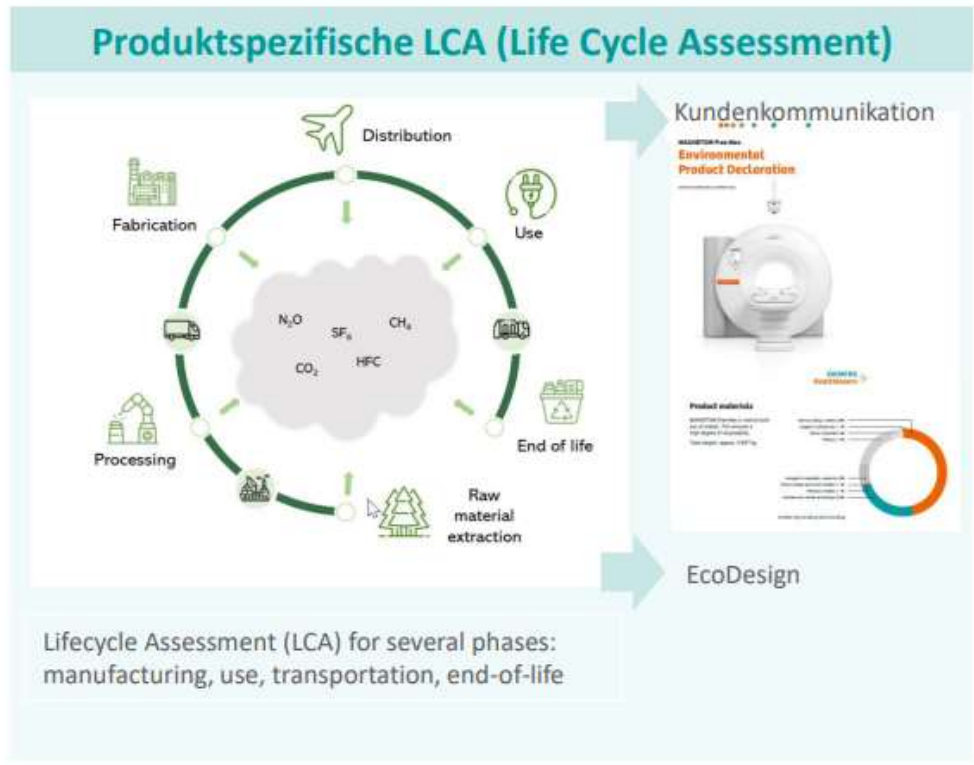 Produktspezifische LCA (Life Cycle Assessment)
Distribution
Fabrication
Use
N₂O
SF₆
CH₄
CO₂
HFC
Processing
End of life
Raw
material
extraction
Lifecycle Assessment (LCA) for several phases:
manufacturing, use, transportation, end-of-life
Kundenkommunikation
Environmental
Product Declaration
Product materials
EcoDesign